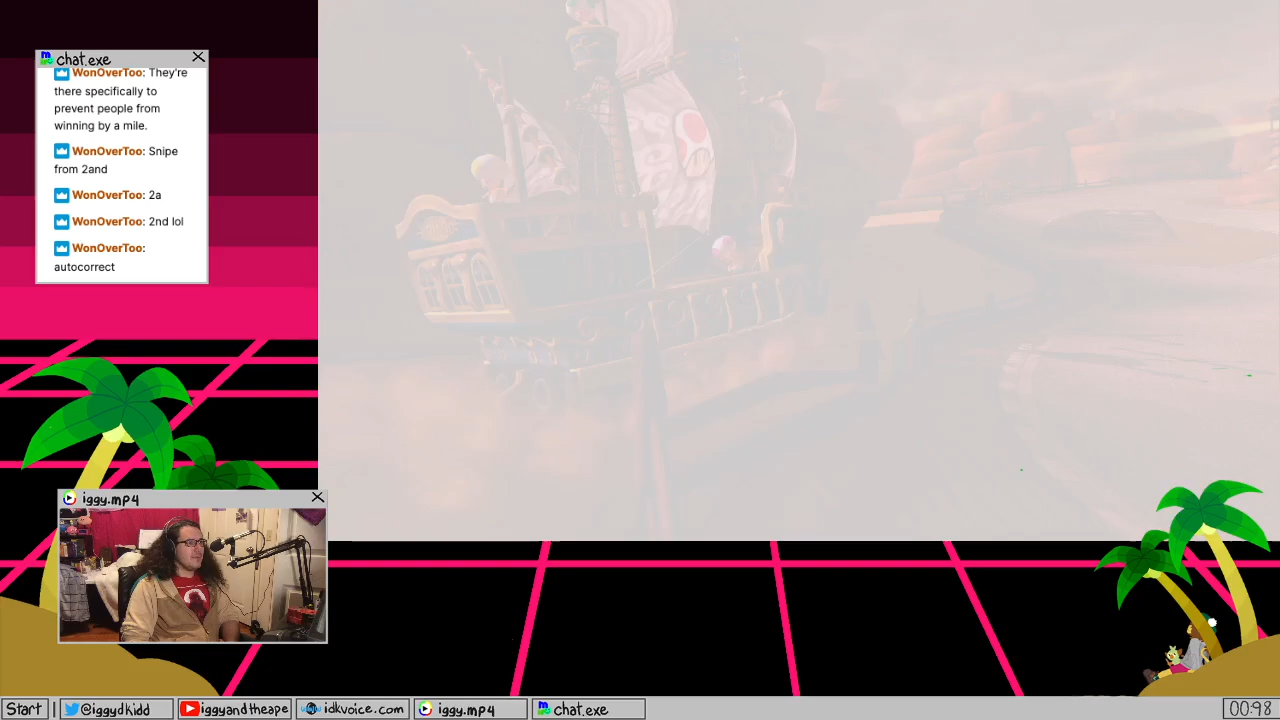 chat.exe
WonOverToo: They're
there specifically to
prevent people from
winning by a mile.
WonOverToo: Snipe
from 2and
WonOverToo: 2a
WonOverToo: 2nd lol
WonOverToo:
autocorrect
iggy.mp4
Start | @iggydkidd iggyandtheape www idkvoice.com iggy.mp4 chat.exe 00:98